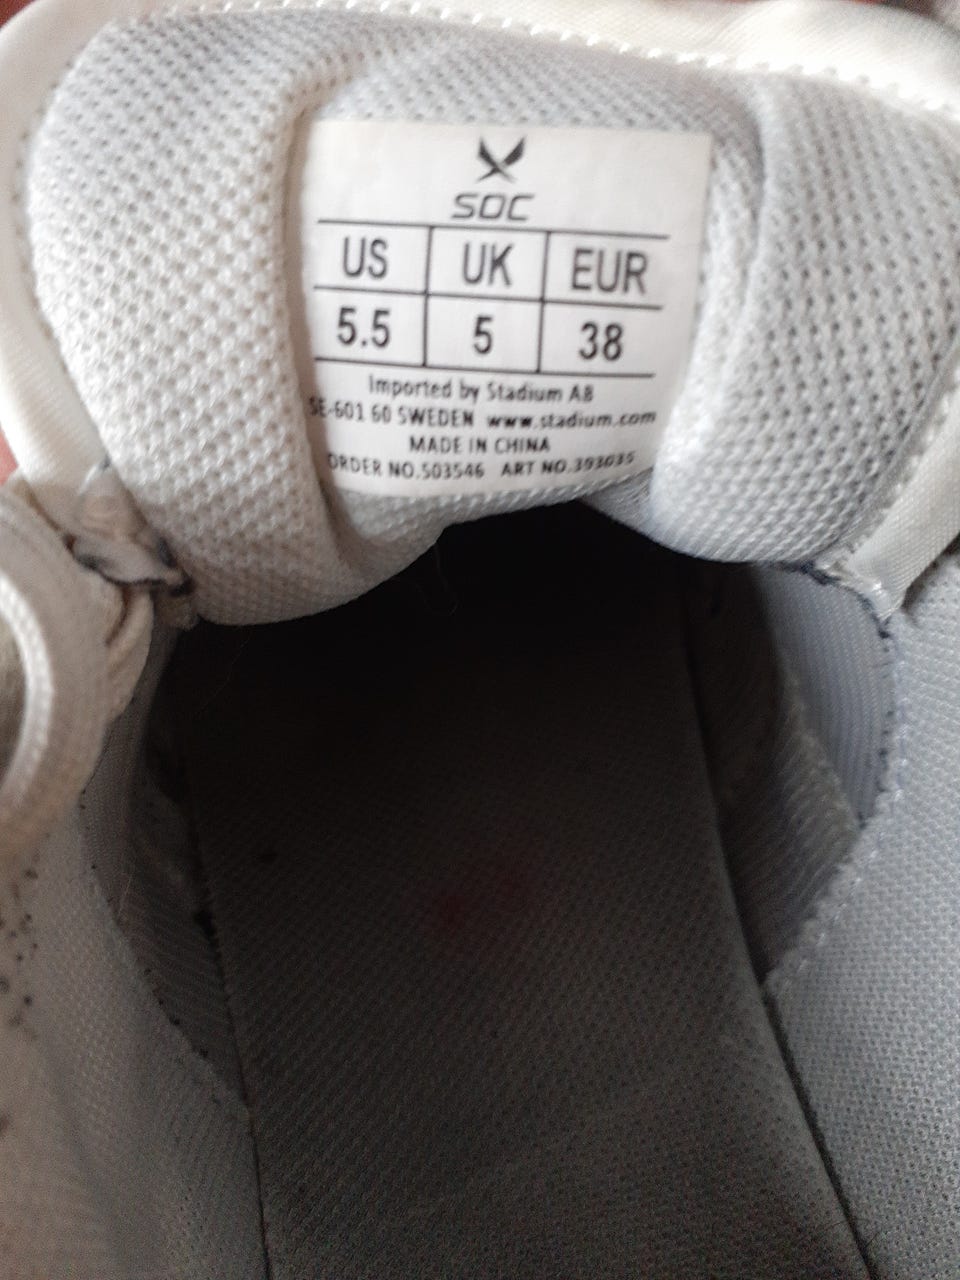 SOC
US UK EUR
5.5 5 38
Imported by Stadium AB
SE-601 60 SWEDEN www.stadium.com
MADE IN CHINA
ORDER NO.503546 ART NO.393035